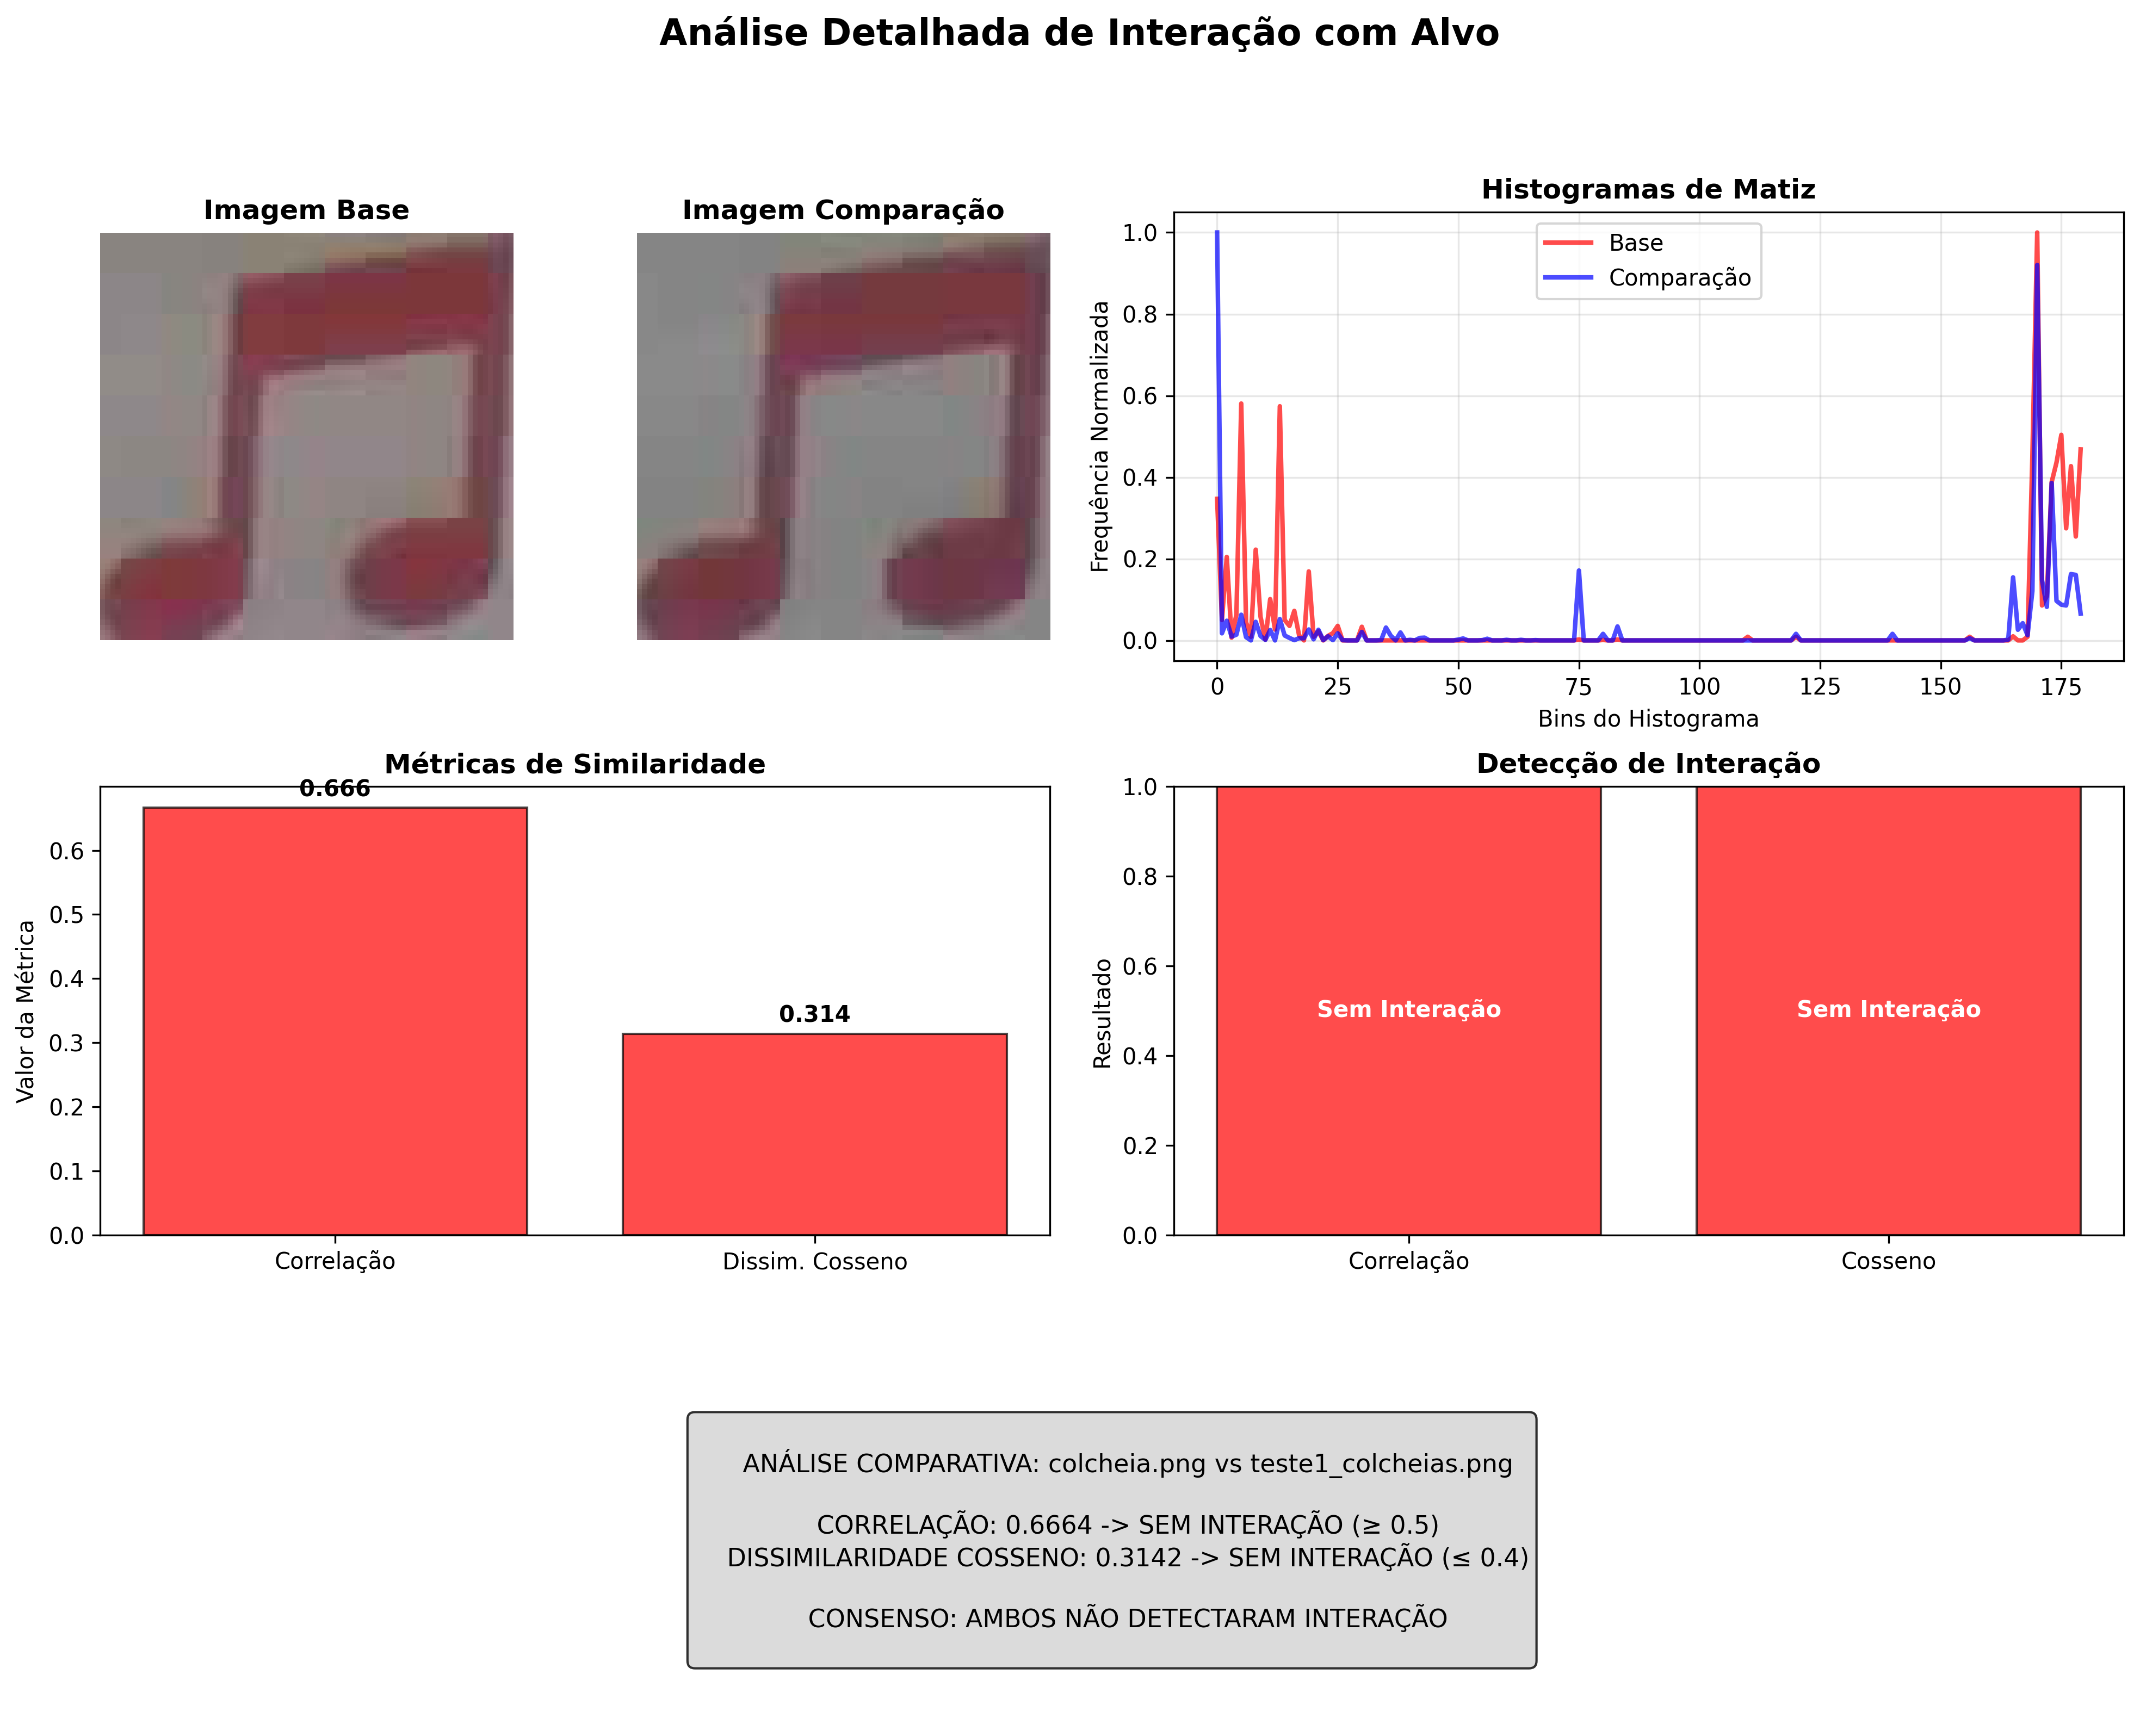 Análise Detalhada de Interação com Alvo
Imagem Base
Imagem Comparação
Histogramas de Matiz
Frequência Normalizada
1.0
0.8
0.6
0.4
0.2
0.0
Base
Comparação
0
25
50
75
100
125
150
175
Bins do Histograma
Métricas de Similaridade
Valor da Métrica
0.6
0.5
0.4
0.3
0.2
0.1
0.0
0.666
0.314
Correlação
Dissim. Cosseno
Detecção de Interação
Resultado
1.0
0.8
0.6
0.4
0.2
0.0
Sem Interação
Sem Interação
Correlação
Cosseno
ANÁLISE COMPARATIVA: colcheia.png vs teste1_colcheias.png
CORRELAÇÃO: 0.6664 -> SEM INTERAÇÃO (≥ 0.5)
DISSIMILARIDADE COSSENO: 0.3142 -> SEM INTERAÇÃO (≤ 0.4)
CONSENSO: AMBOS NÃO DETECTARAM INTERAÇÃO